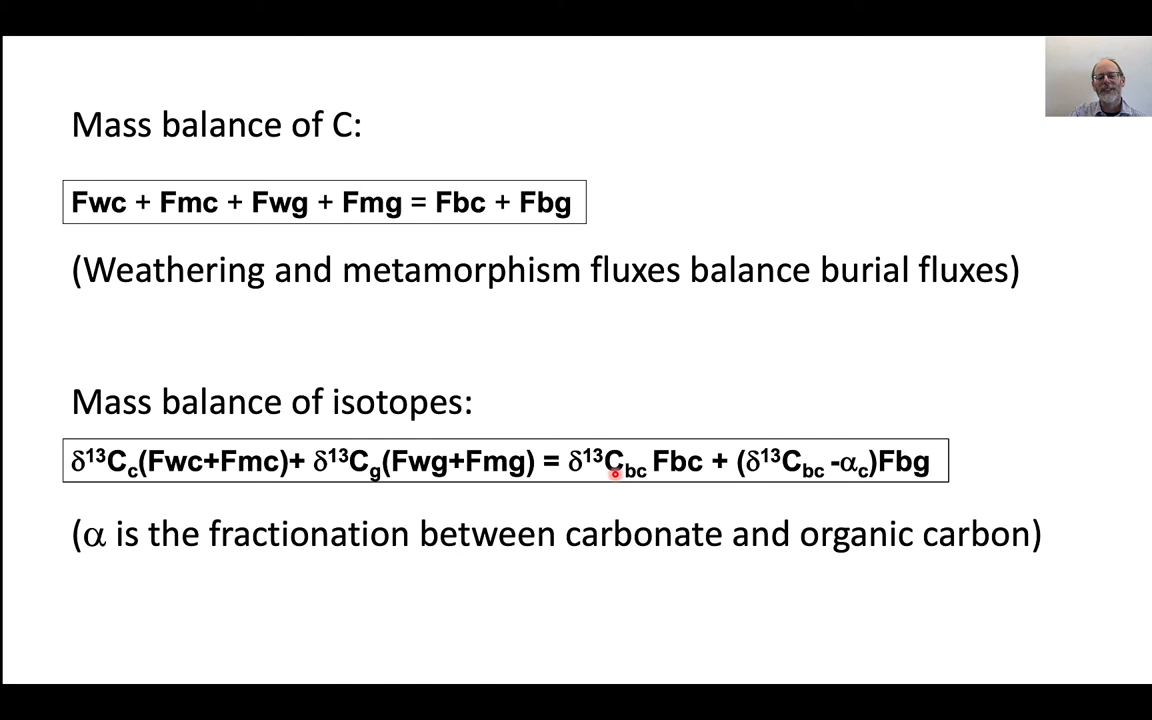 Mass balance of C:
Fwc + Fmc + Fwg + Fmg = Fbc + Fbg
(Weathering and metamorphism fluxes balance burial fluxes)
Mass balance of isotopes:
δ¹³Cc(Fwc+Fmc)+ δ¹³Cg(Fwg+Fmg) = δ¹³Cbc Fbc + (δ¹³Cbc -αc)Fbg
(α is the fractionation between carbonate and organic carbon)